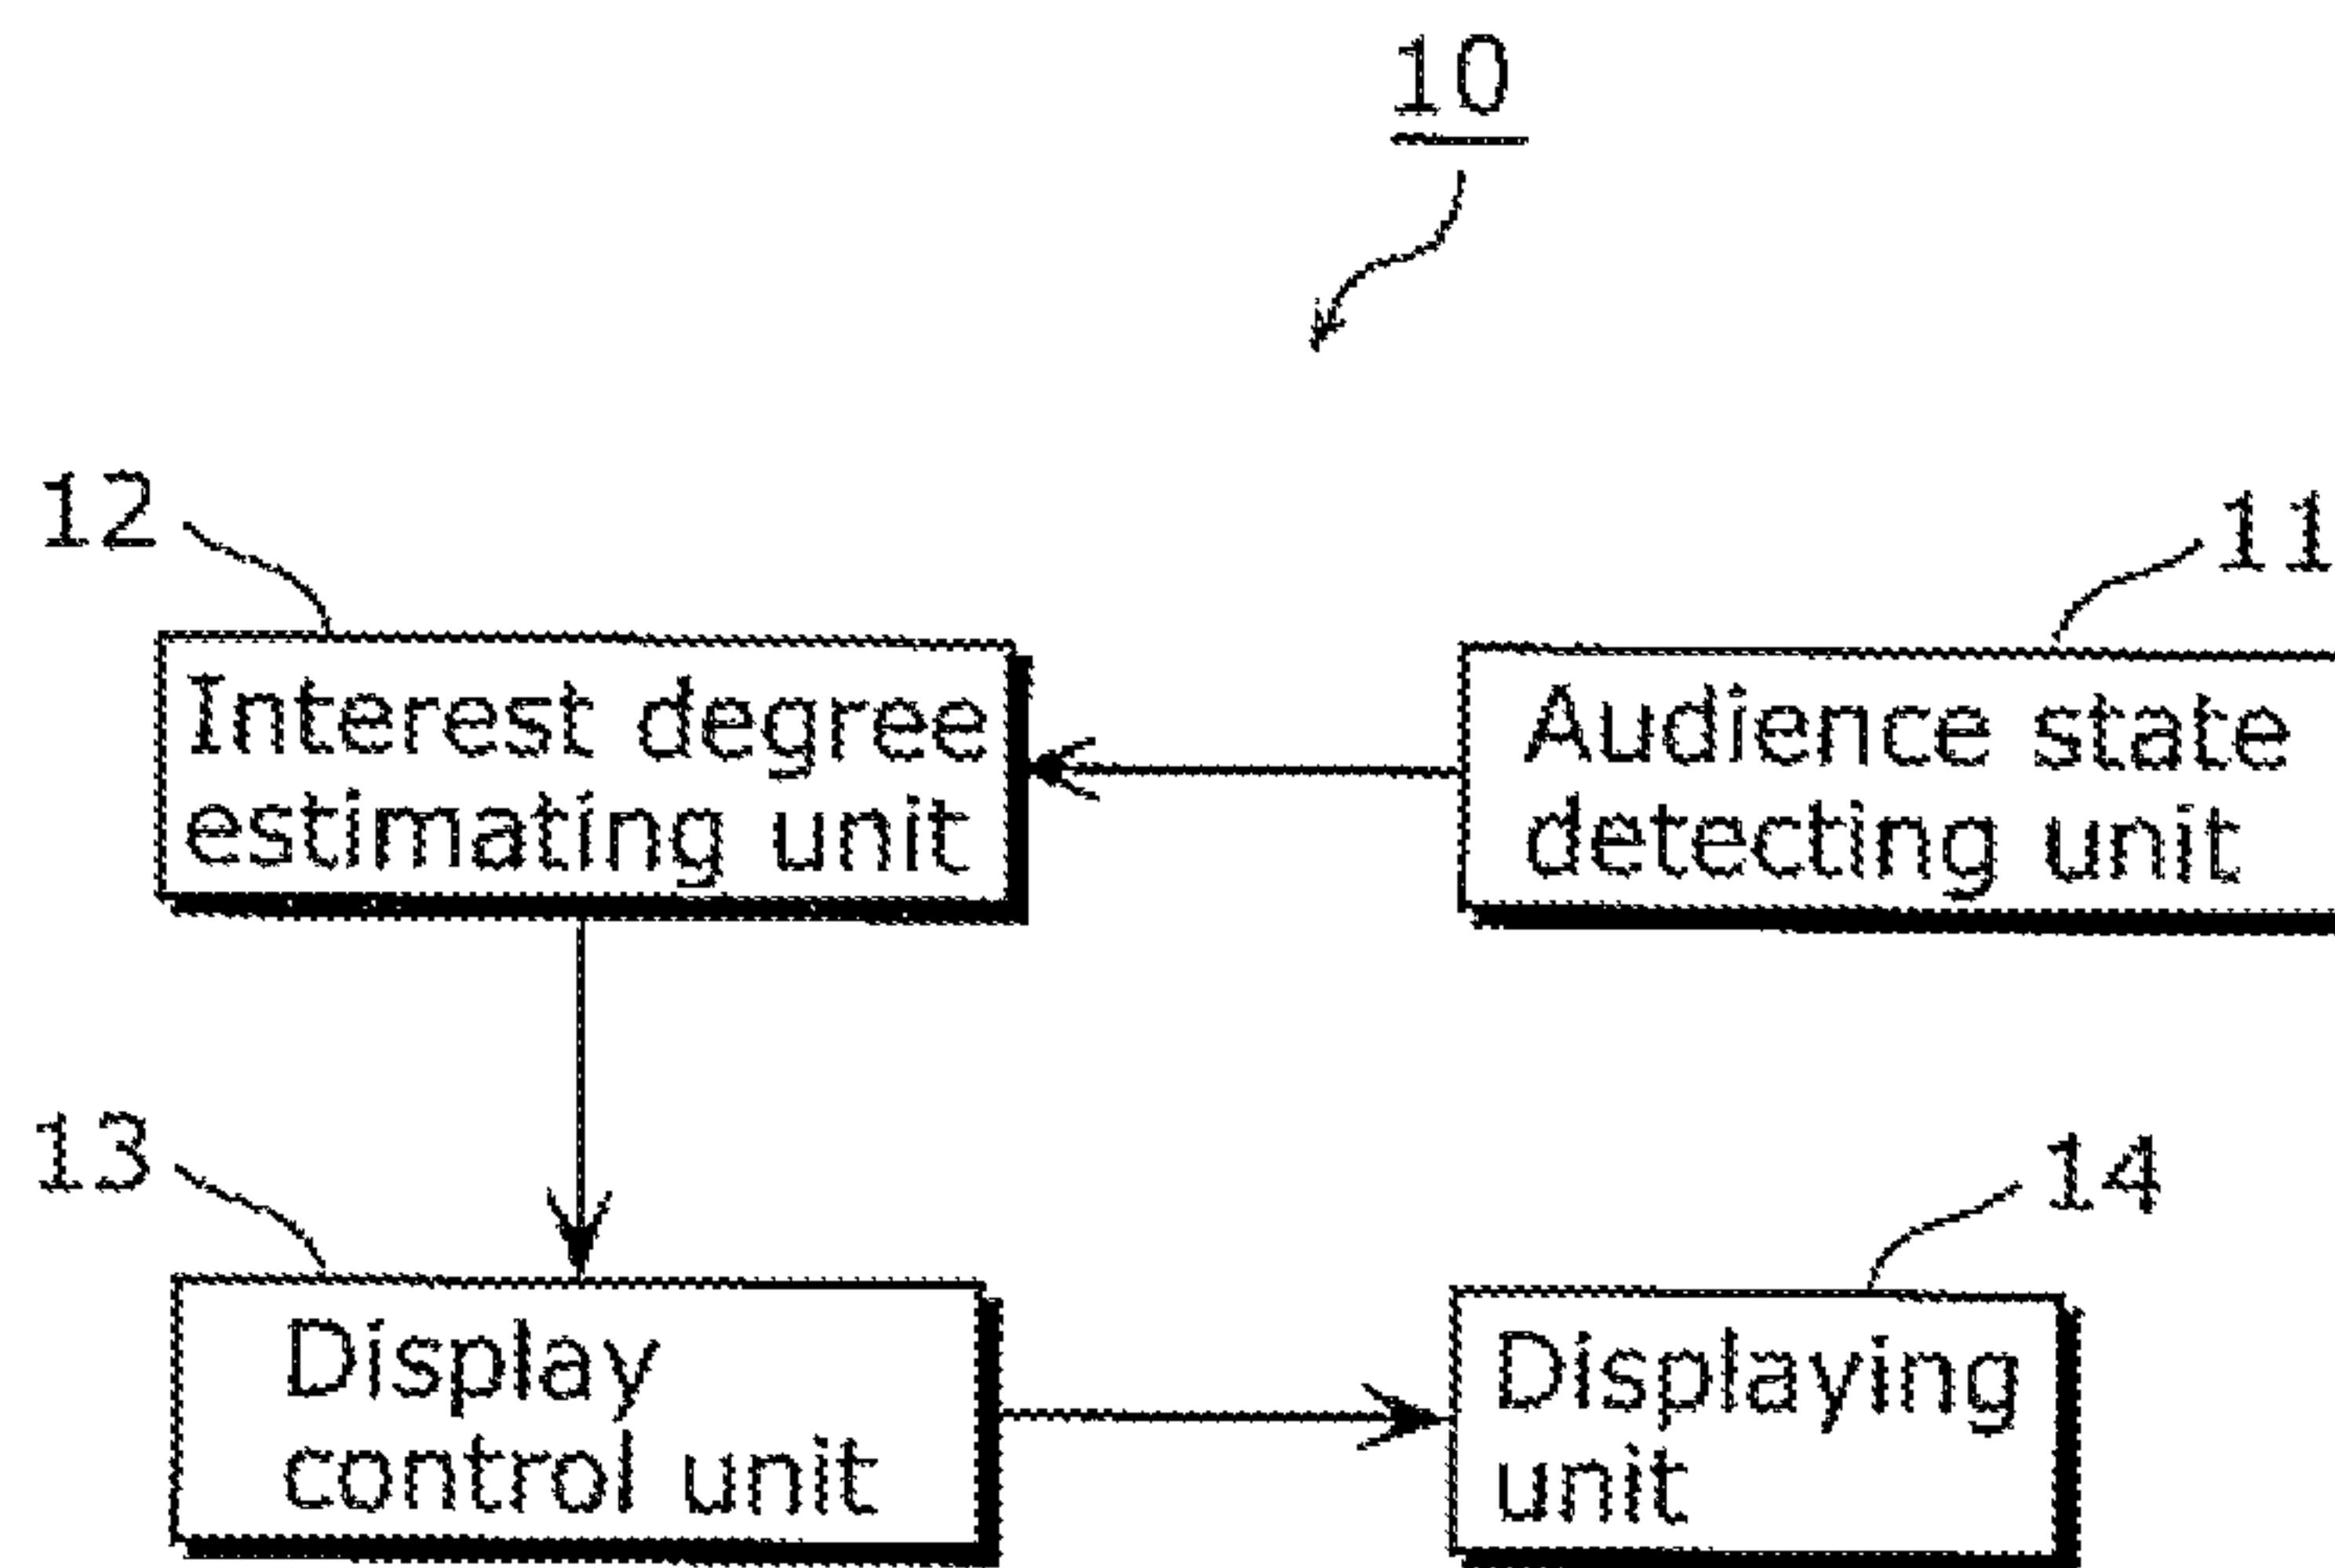 10
12
11
Interest degree
estimating unit
Audience state
detecting unit
13
14
Display
control unit
Displaying
unit